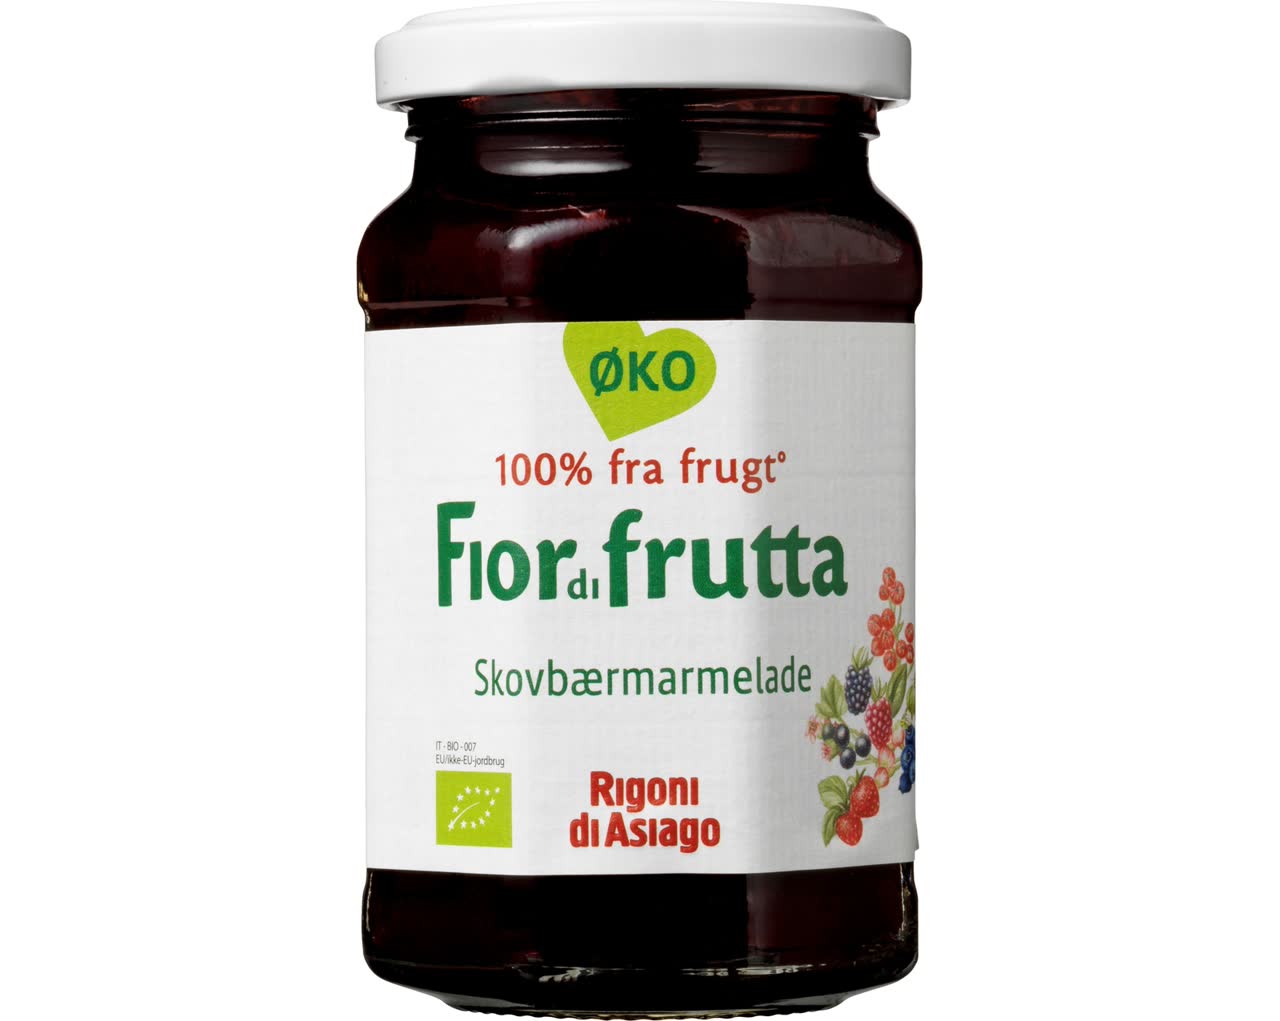 ØKO
100% fra frugt°
Fior di frutta
Skovbærmarmelade
IT - BIO - 007
EU/ikke-EU-jordbrug
Rigoni
di Asiago